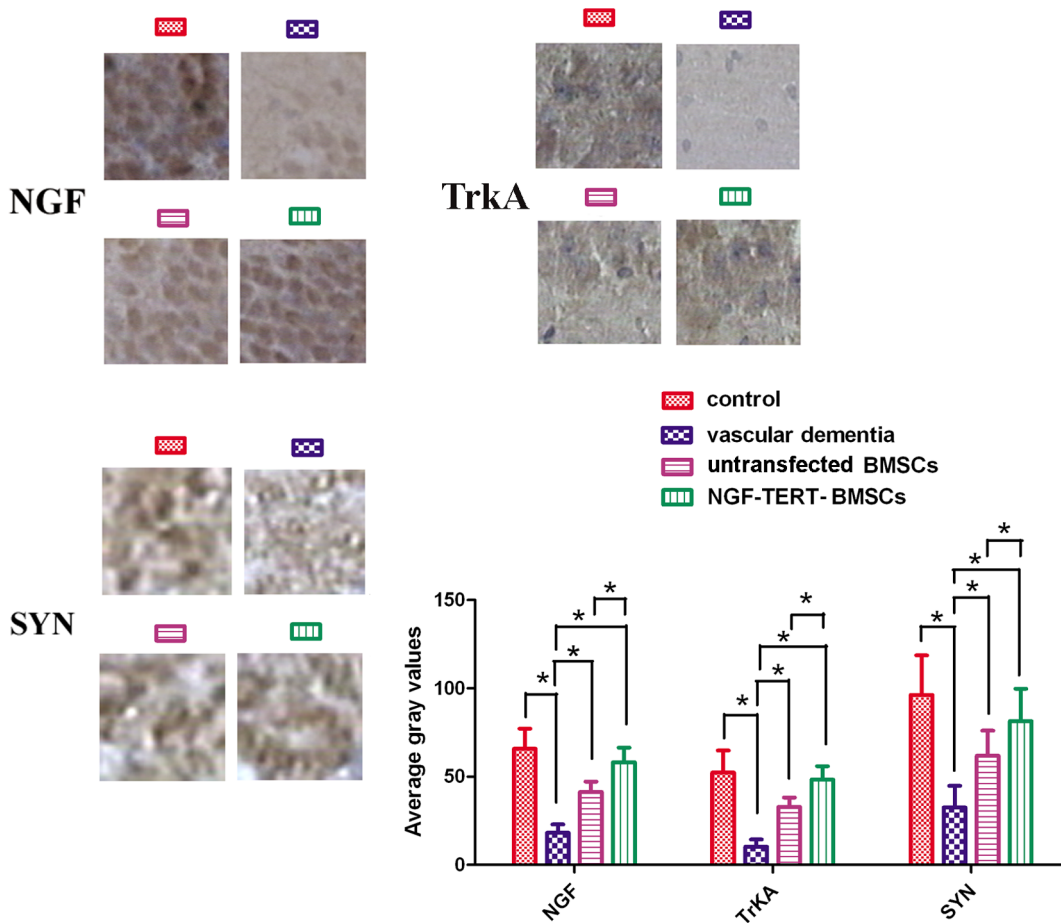 NGF
TrkA
SYN
control
vascular dementia
untransfected BMSCs
NGF-TERT-BMSCs
Average gray values
150
100
50
0
* * * *
* * * *
* * * *
NGF
TrKA
SYN